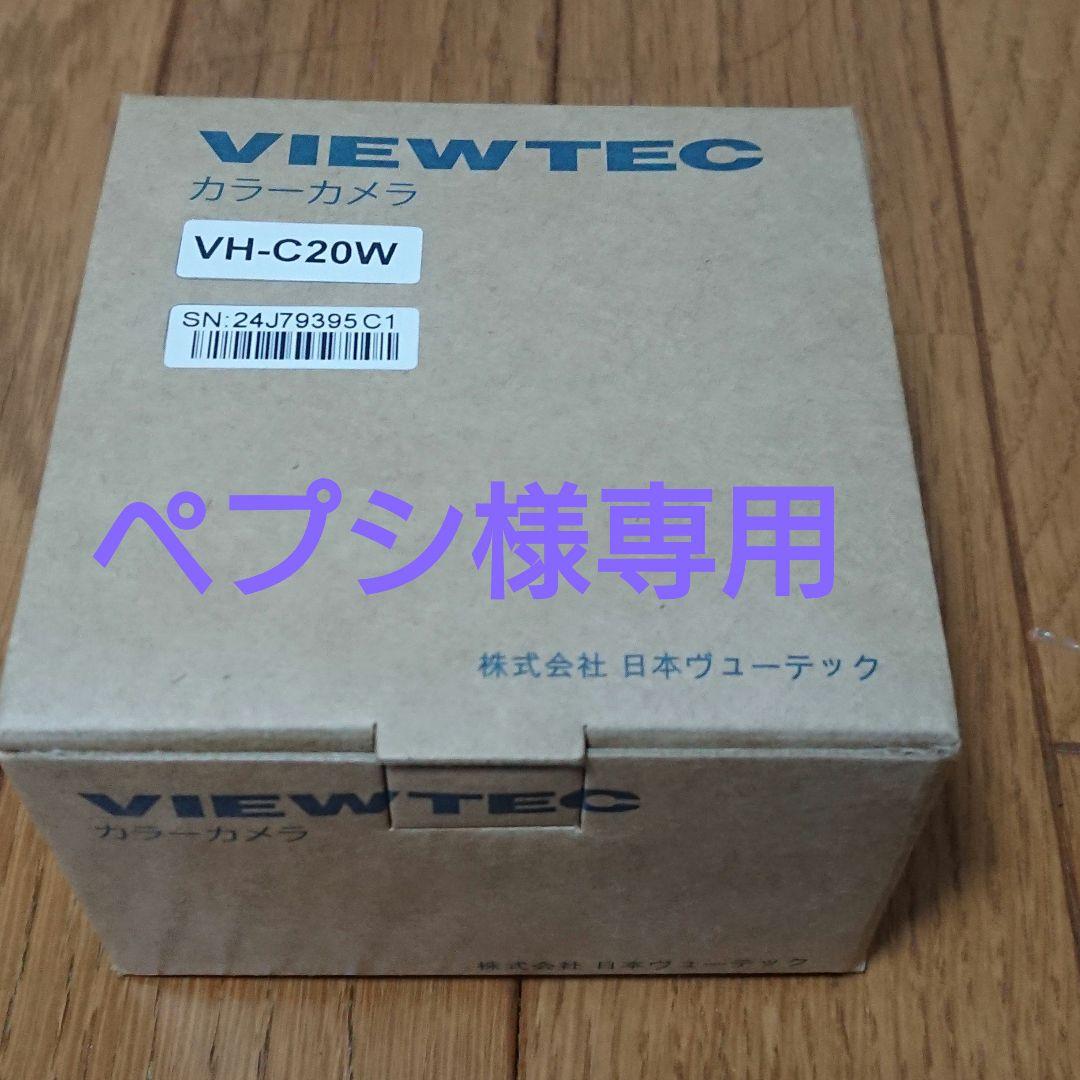 VIEWTEC
カラーカメラ
VH-C20W
SN:24J79395C1
ペプシ様専用
株式会社 日本ヴューテック
VIEWTEC
カラーカメラ
株式会社 日本ヴューテック